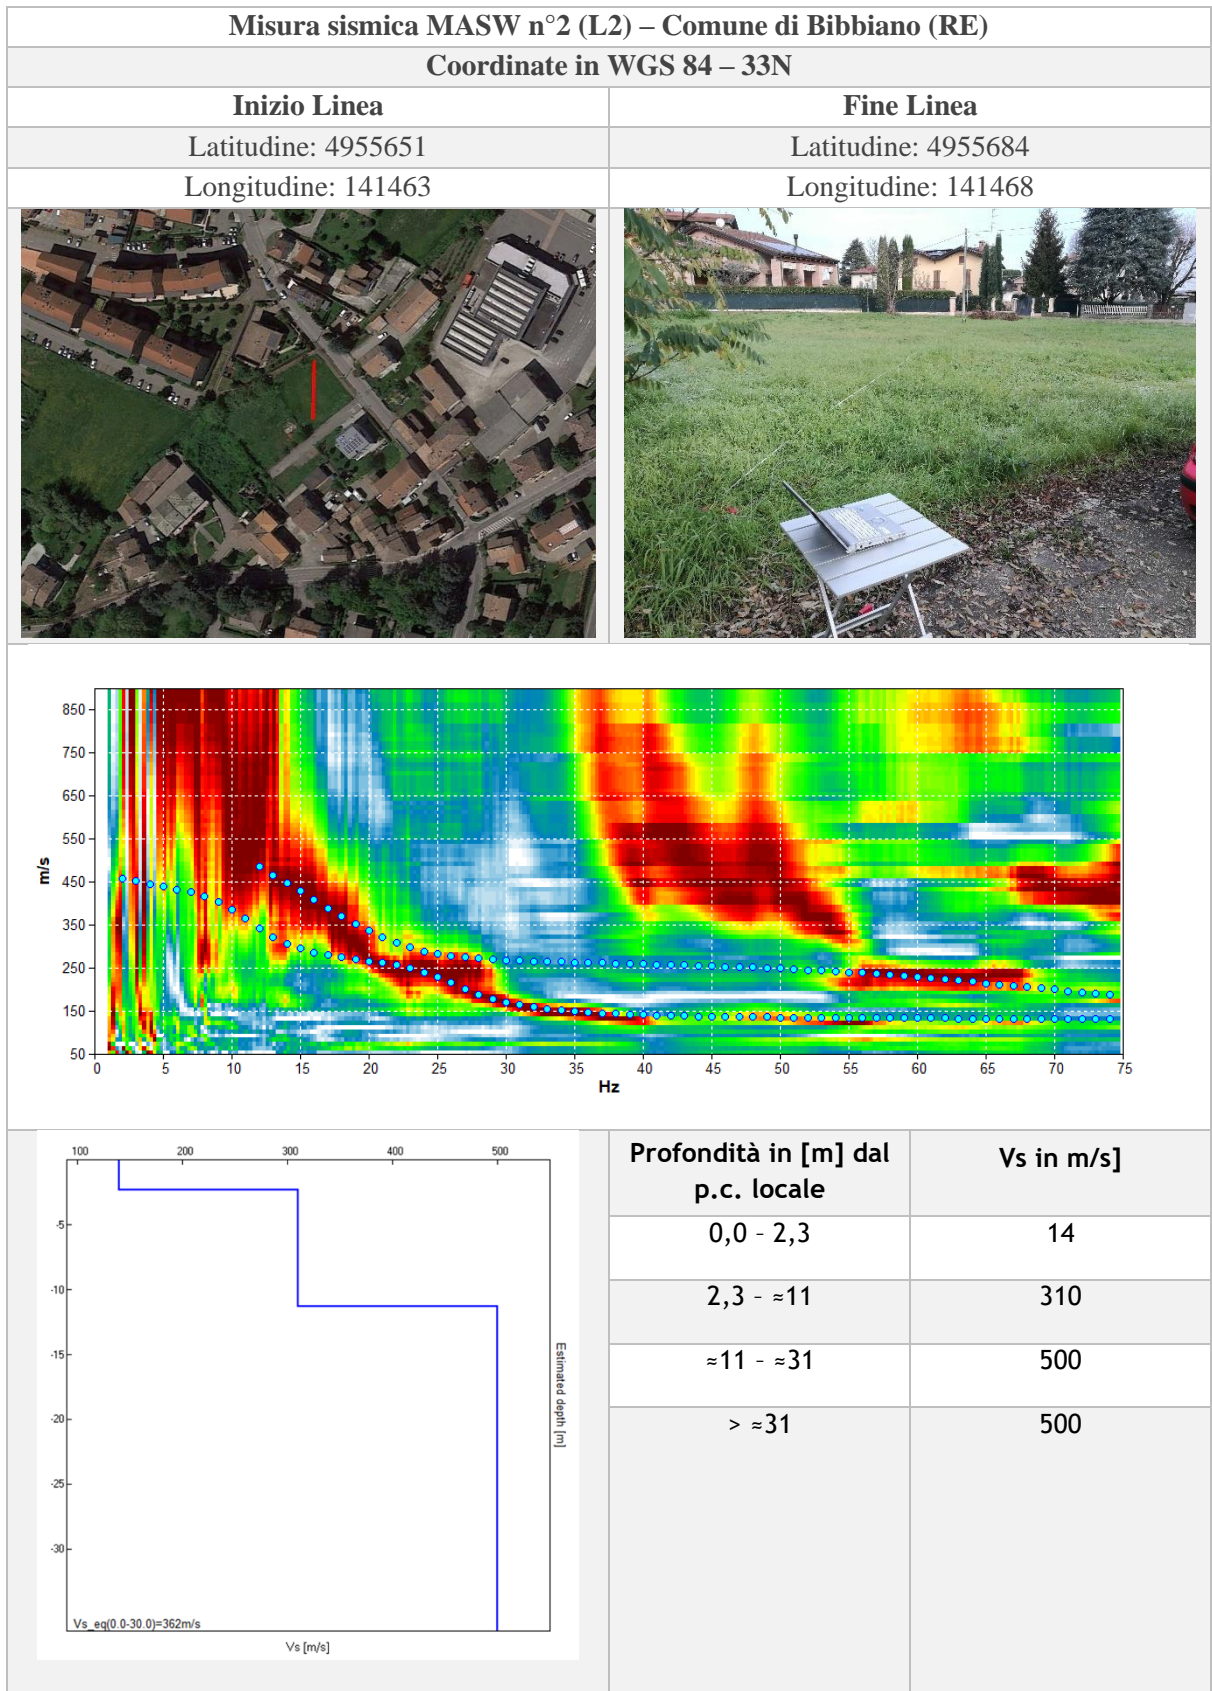 Misura sismica MASW n°2 (L2) – Comune di Bibbiano (RE)
Coordinate in WGS 84 – 33N
Inizio Linea
Fine Linea
Latitudine: 4955651
Latitudine: 4955684
Longitudine: 141463
Longitudine: 141468
850
750
650
550
450
350
250
150
50
m/s
0 5 10 15 20 25 30 35 40 45 50 55 60 65 70 75
Hz
100 200 300 400 500
-5
-10
-15
-20
-25
-30
Estimated depth [m]
Vs_eq(0.0-30.0)=362m/s
Vs [m/s]
Profondità in [m] dal
p.c. locale
Vs in m/s]
0,0 – 2,3
14
2,3 – ≈11
310
≈11 – ≈31
500
> ≈31
500